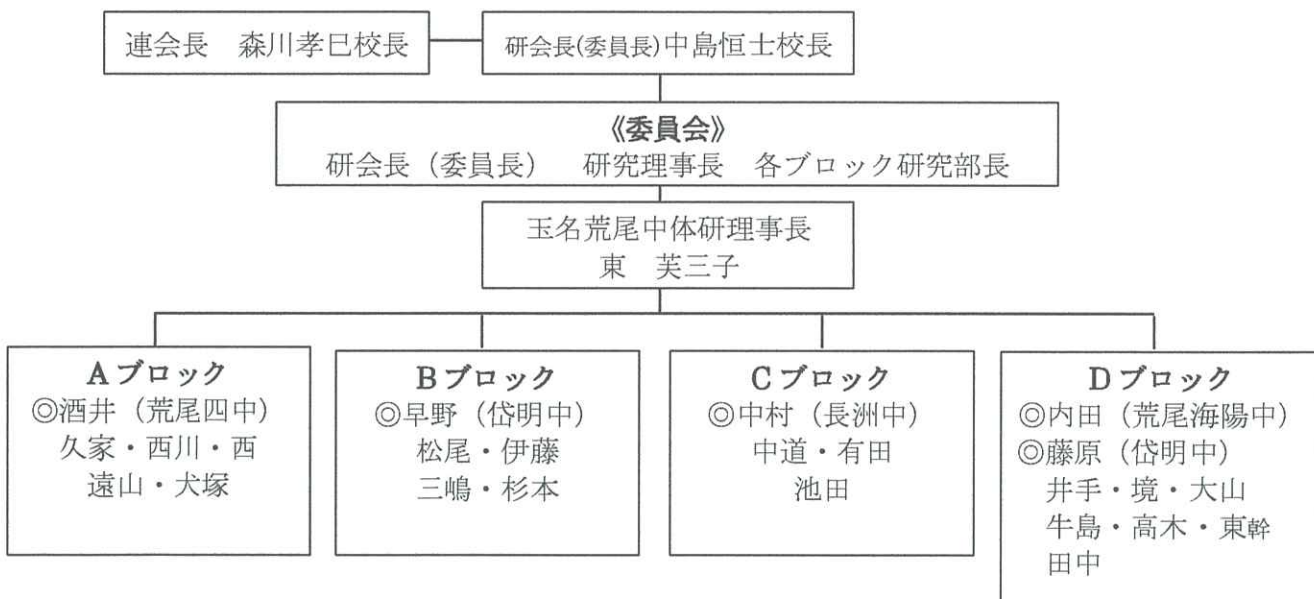 連会長　森川孝巳校長
研会長(委員長)中島恒士校長
《委員会》
研会長（委員長）　研究理事長　各ブロック研究部長
玉名荒尾中体研理事長
東　芙三子
Aブロック
◎酒井（荒尾四中）
久家・西川・西
遠山・犬塚
Bブロック
◎早野（岱明中）
松尾・伊藤
三嶋・杉本
Cブロック
◎中村（長洲中）
中道・有田
池田
Dブロック
◎内田（荒尾海陽中）
◎藤原（岱明中）
井手・境・大山
牛島・高木・東幹
田中